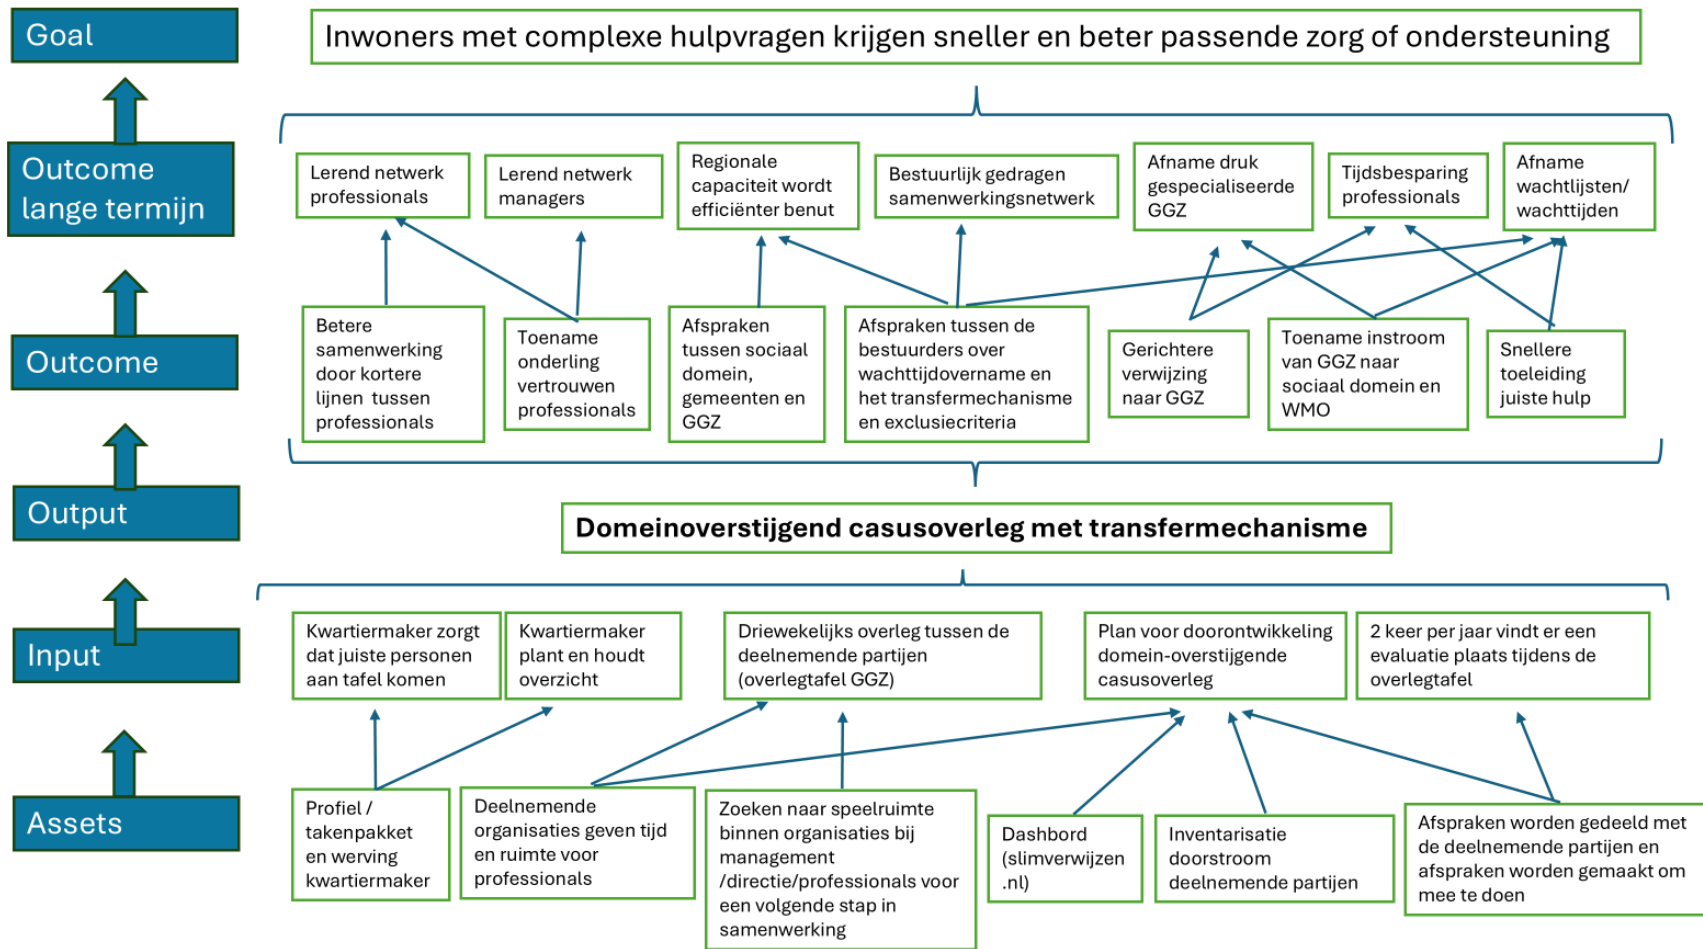 Goal
Inwoners met complexe hulpvragen krijgen sneller en beter passende zorg of ondersteuning
Outcome
lange termijn
Lerend netwerk
professionals
Lerend netwerk
managers
Regionale
capaciteit wordt
efficiënter benut
Bestuurlijk gedragen
samenwerkingsnetwerk
Afname druk
gespecialiseerde
GGZ
Tijdsbesparing
professionals
Afname
wachtlijsten/
wachttijden
Outcome
Betere
samenwerking
door kortere
lijnen  tussen
professionals
Toename
onderling
vertrouwen
professionals
Afspraken
tussen sociaal
domein,
gemeenten en
GGZ
Afspraken tussen de
bestuurders over
wachttijdovername en
het transfermechanisme
en exclusiecriteria
Gerichtere
verwijzing
naar GGZ
Toename instroom
van GGZ naar
sociaal domein en
WMO
Snellere
toeleiding
juiste hulp
Output
Domeinoverstijgend casusoverleg met transfermechanisme
Input
Kwartiermaker zorgt
dat juiste personen
aan tafel komen
Kwartiermaker
plant en houdt
overzicht
Driewekelijks overleg tussen de
deelnemende partijen
(overlegtafel GGZ)
Plan voor doorontwikkeling
domein-overstijgende
casusoverleg
2 keer per jaar vindt er een
evaluatie plaats tijdens de
overlegtafel
Assets
Profiel /
takenpakket
en werving
kwartiermaker
Deelnemende
organisaties geven tijd
en ruimte voor
professionals
Zoeken naar speelruimte
binnen organisaties bij
management
/directie/professionals voor
een volgende stap in
samenwerking
Dashbord
(slimverwijzen
.nl)
Inventarisatie
doorstroom
deelnemende partijen
Afspraken worden gedeeld met
de deelnemende partijen en
afspraken worden gemaakt om
mee te doen